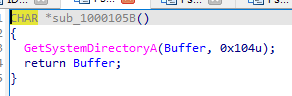 CHAR *sub_1000105B()
{
  GetSystemDirectoryA(Buffer, 0x104u);
  return Buffer;
}